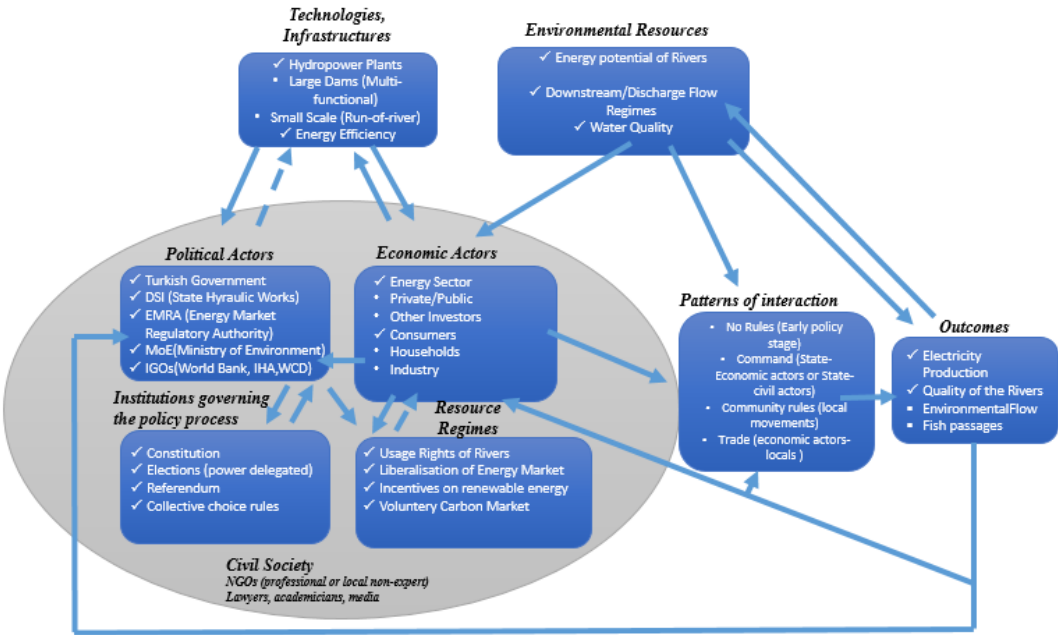 Technologies,
Infrastructures
✓ Hydropower Plants
• Large Dams (Multi-
functional)
• Small Scale (Run-of-river)
✓ Energy Efficiency
Environmental Resources
✓ Energy potential of Rivers
✓ Downstream/Discharge Flow
Regimes
✓ Water Quality
Political Actors
✓ Turkish Government
✓ DSI (State Hyraulic Works)
✓ EMRA (Energy Market
Regulatory Authority)
✓ MoE(Ministry of Environment)
✓ IGOs(World Bank, IHA,WCD)
Economic Actors
✓ Energy Sector
• Private/Public
• Other Investors
✓ Consumers
• Households
• Industry
Patterns of interaction
• No Rules (Early policy
stage)
• Command (State-
Economic actors or State-
civil actors)
• Community rules (local
movements)
• Trade (economic actors-
locals )
Outcomes
✓ Electricity
Production
✓ Quality of the Rivers
▪ EnvironmentalFlow
▪ Fish passages
Institutions governing
the policy process
✓ Constitution
✓ Elections (power delegated)
✓ Referendum
✓ Collective choice rules
Resource
Regimes
✓ Usage Rights of Rivers
✓ Liberalisation of Energy Market
✓ Incentives on renewable energy
✓ Voluntery Carbon Market
Civil Society
NGOs (professional or local non-expert)
Lawyers, academicians, media